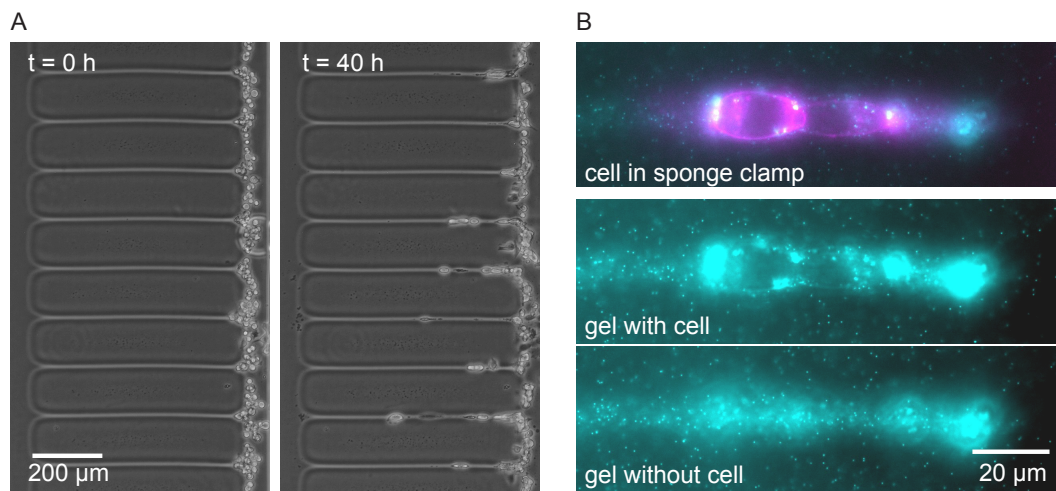 A
t = 0 h
t = 40 h
200 µm
B
cell in sponge clamp
gel with cell
gel without cell
20 µm